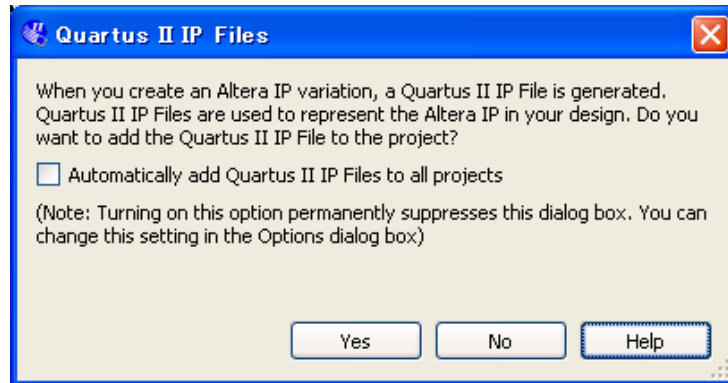 Quartus II IP Files
When you create an Altera IP variation, a Quartus II IP File is generated.
Quartus II IP Files are used to represent the Altera IP in your design. Do you
want to add the Quartus II IP File to the project?
Automatically add Quartus II IP Files to all projects
(Note: Turning on this option permanently suppresses this dialog box. You can
change this setting in the Options dialog box)
Yes No Help